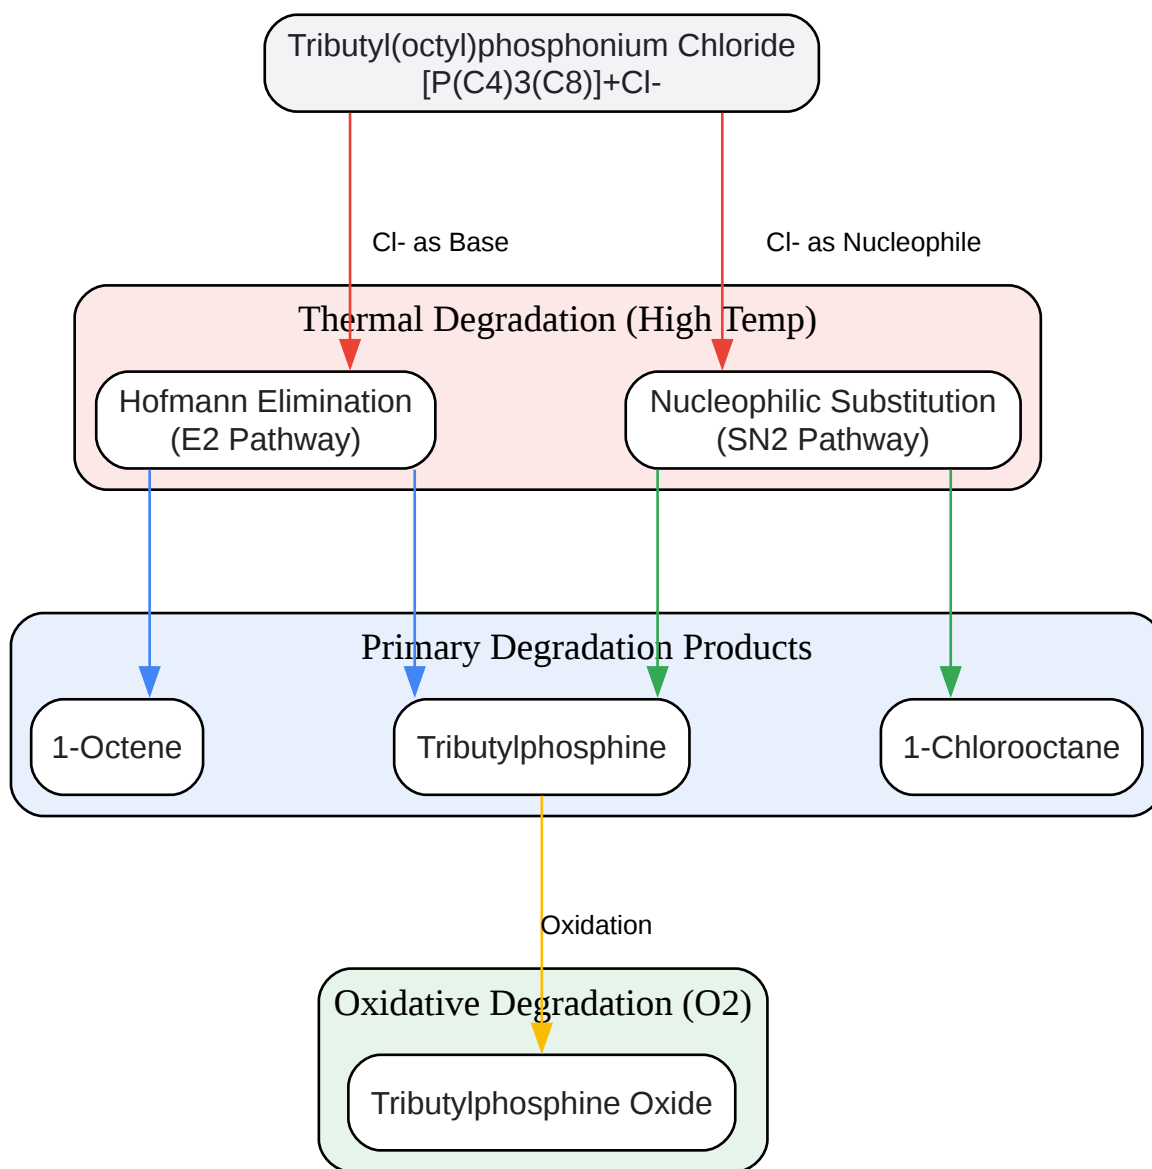 Tributyl(octyl)phosphonium Chloride
[P(C4)3(C8)]+Cl-
Cl- as Base
Cl- as Nucleophile
Thermal Degradation (High Temp)
Hofmann Elimination
(E2 Pathway)
Nucleophilic Substitution
(SN2 Pathway)
Primary Degradation Products
1-Octene
Tributylphosphine
1-Chlorooctane
Oxidation
Oxidative Degradation (O2)
Tributylphosphine Oxide